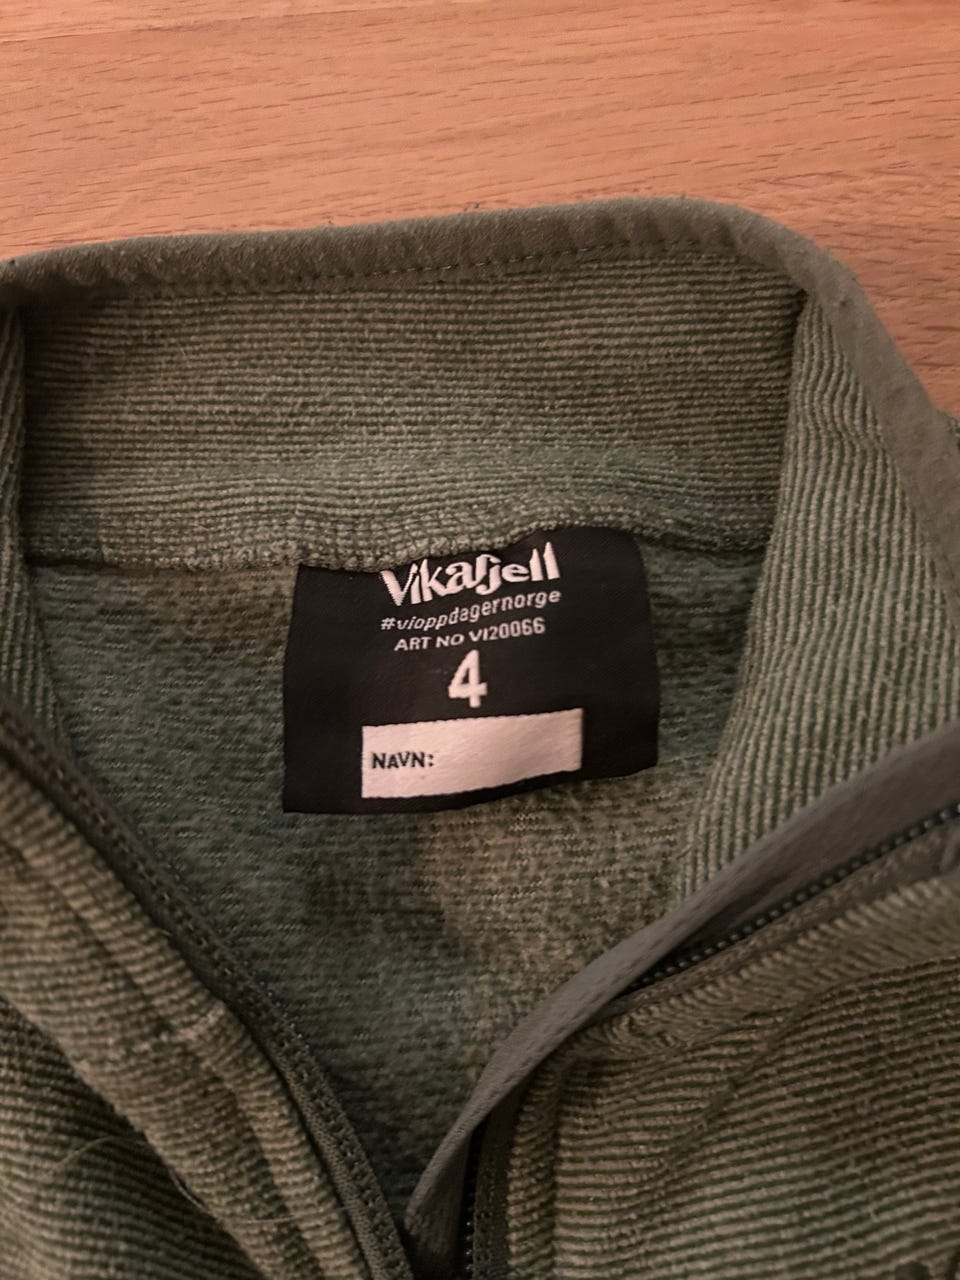 Vikafjell
#vioppdagernorge
ART NO VI20066
4
NAVN: